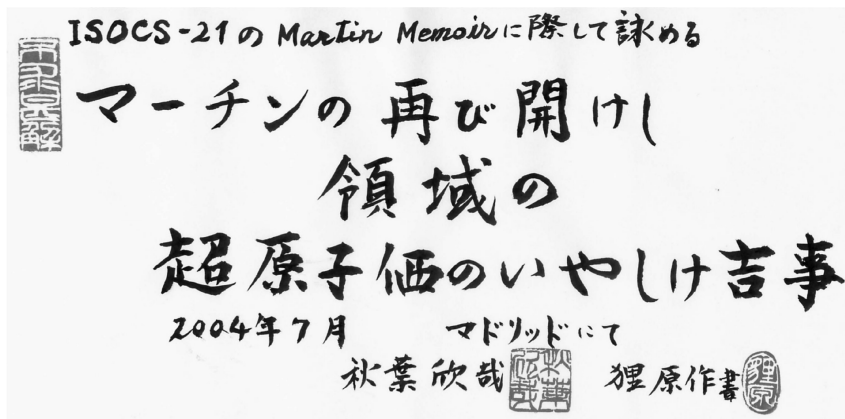 ISOCS-21のMartin Memoirに際して詠める
マーチンの再び開けし
領域の
超原子価のいやしけ吉事
2004年7月 マドリッドにて
秋葉欣哉 狸原作書